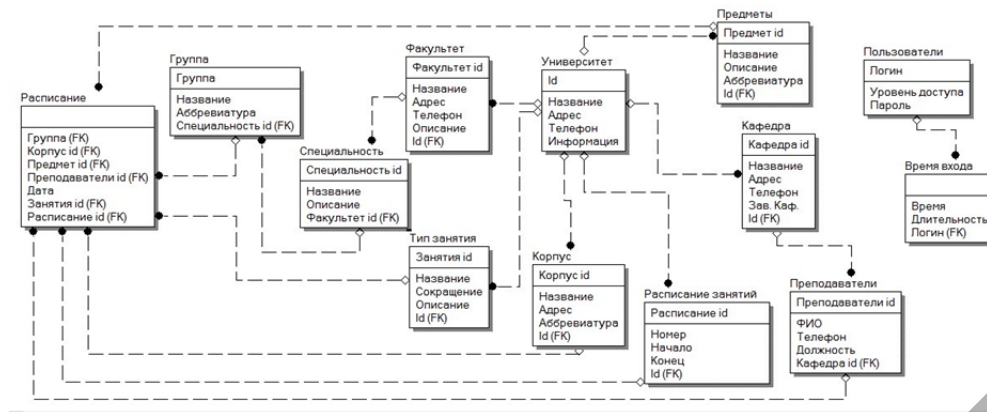 Предметы
Предмет id
Название
Описание
Аббревиатура
Id (FK)
Факультет
Факультет id
Название
Адрес
Телефон
Описание
Id (FK)
Университет
Id
Название
Адрес
Телефон
Информация
Пользователи
Логин
Уровень доступа
Пароль
Группа
Группа
Название
Аббревиатура
Специальность id (FK)
Расписание
Группа (FK)
Корпус id (FK)
Предмет id (FK)
Преподаватели id (FK)
Дата
Занятия id (FK)
Расписание id (FK)
Специальность
Специальность id
Название
Описание
Факультет id (FK)
Кафедра
Кафедра id
Название
Адрес
Телефон
Зав. Каф.
Id (FK)
Время входа
Время
Длительность
Логин (FK)
Тип занятия
Занятия id
Название
Сокращение
Описание
Id (FK)
Корпус
Корпус id
Название
Адрес
Аббревиатура
Id (FK)
Расписание занятий
Расписание id
Номер
Начало
Конец
Id (FK)
Преподаватели
Преподаватели id
ФИО
Телефон
Должность
Кафедра id (FK)